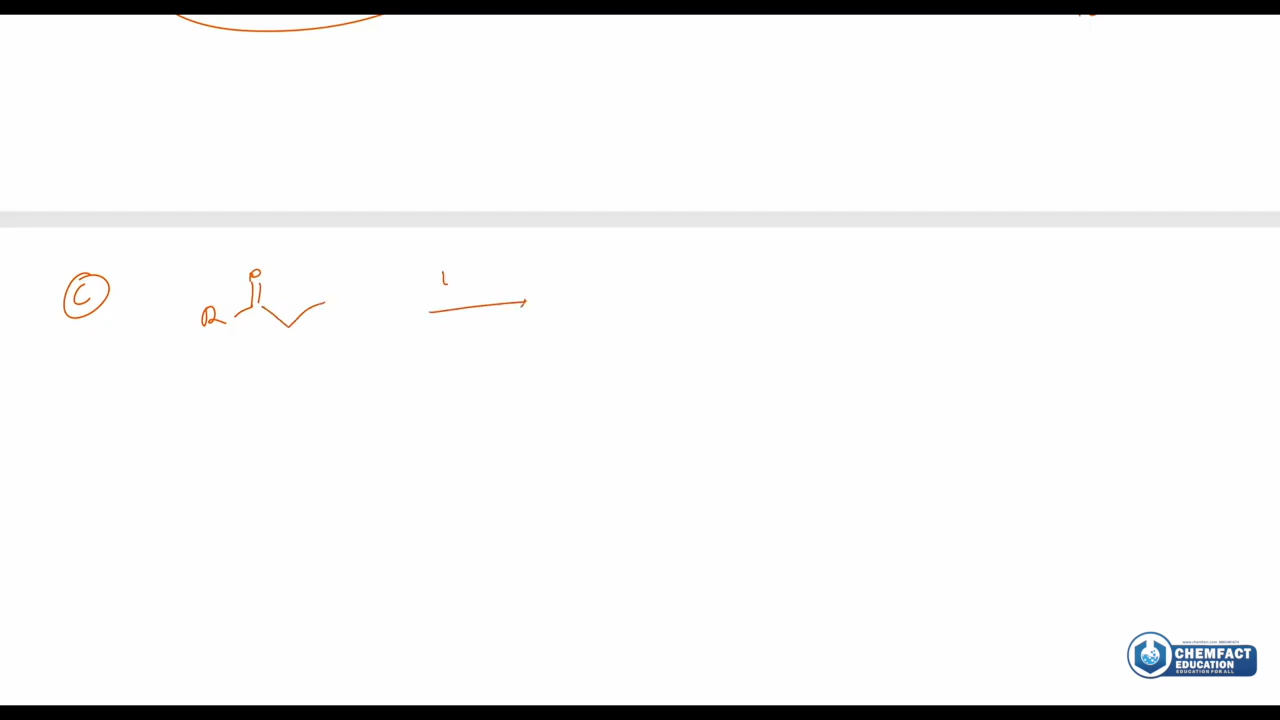 C
O
R
CHEMFACT
EDUCATION
EDUCATION FOR ALL